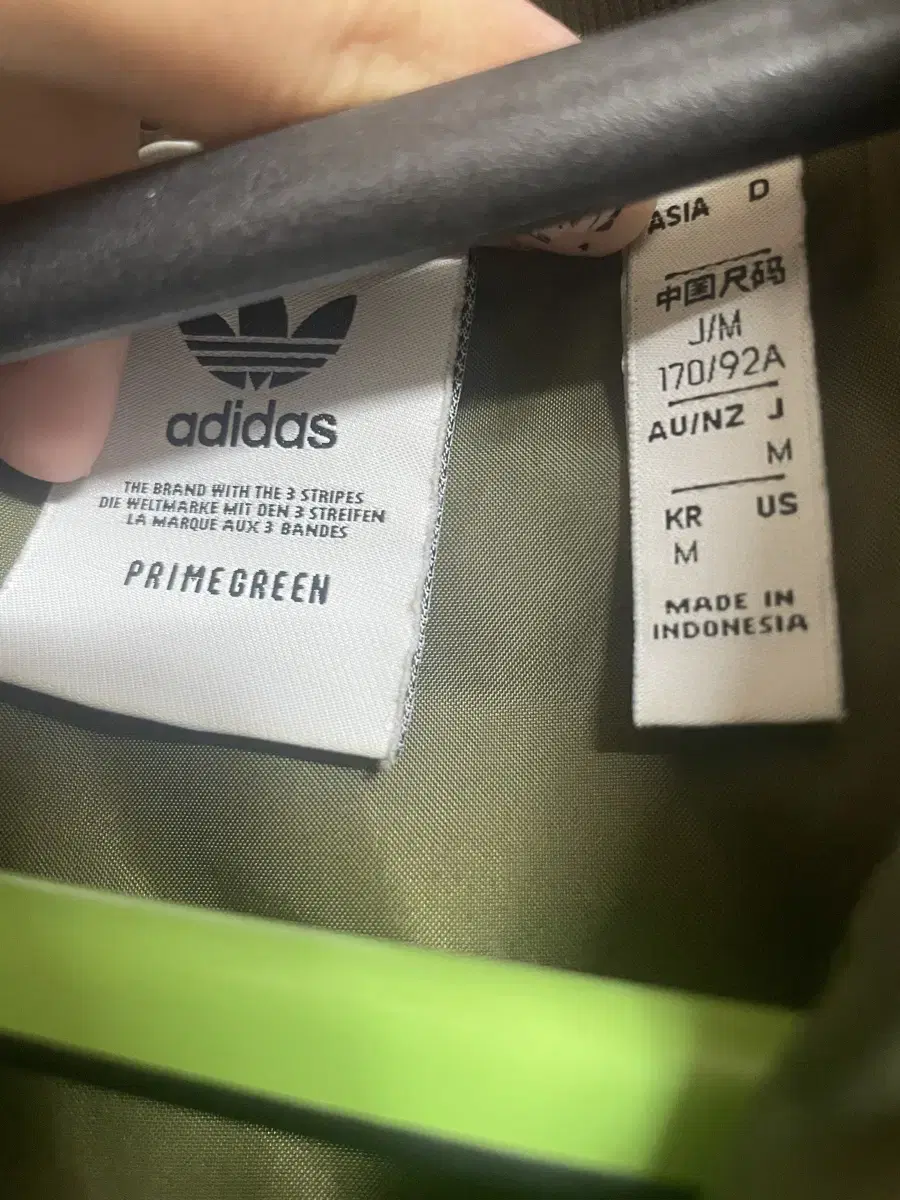 adidas
THE BRAND WITH THE 3 STRIPES
DIE WELTMARKE MIT DEN 3 STREIFEN
LA MARQUE AUX 3 BANDES
PRIMEGREEN
ASIA D
中国尺码
J/M
170/92A
AU/NZ J
M
KR US
M
MADE IN
INDONESIA